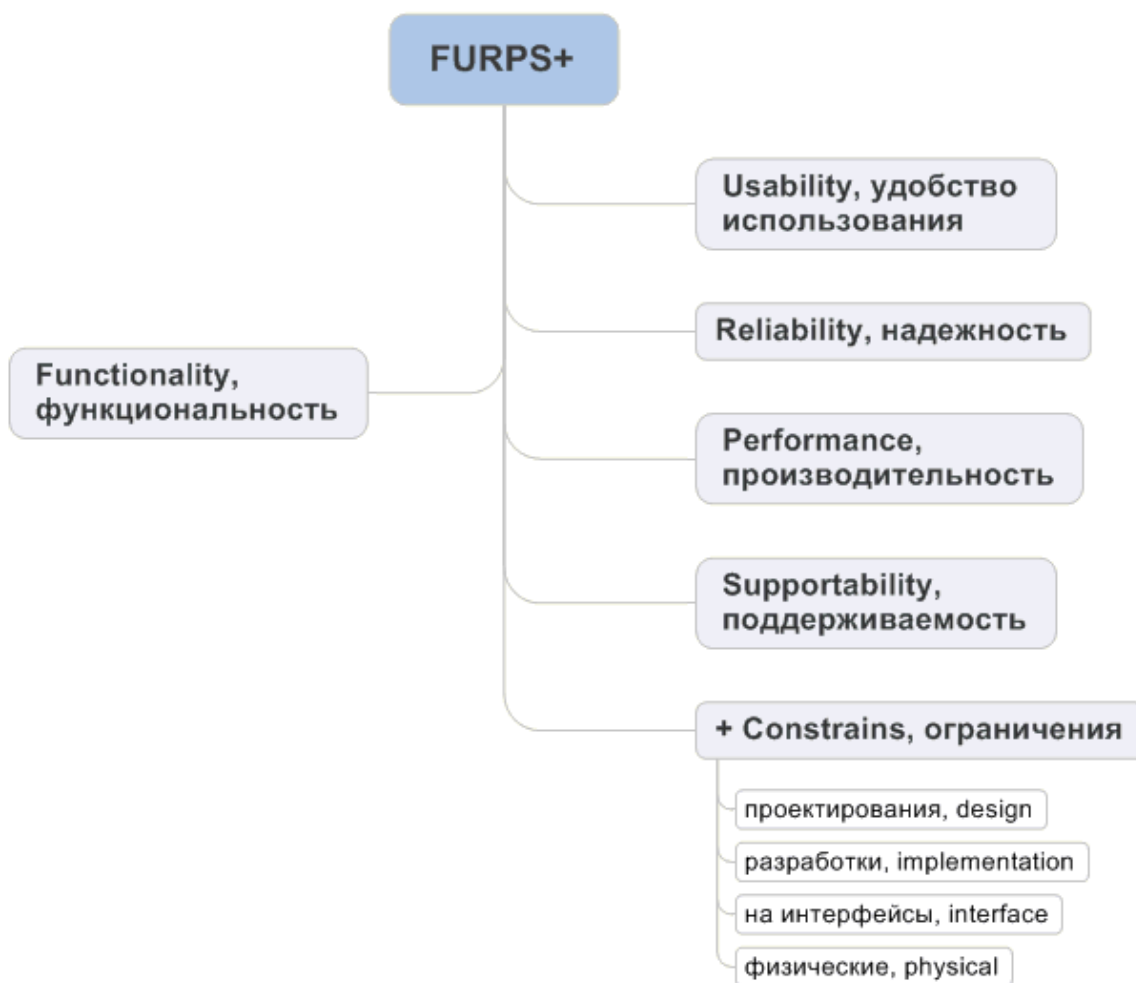 FURPS+
Usability, удобство
использования
Reliability, надежность
Functionality,
функциональность
Performance,
производительность
Supportability,
поддерживаемость
+ Constrains, ограничения
проектирования, design
разработки, implementation
на интерфейсы, interface
физические, physical